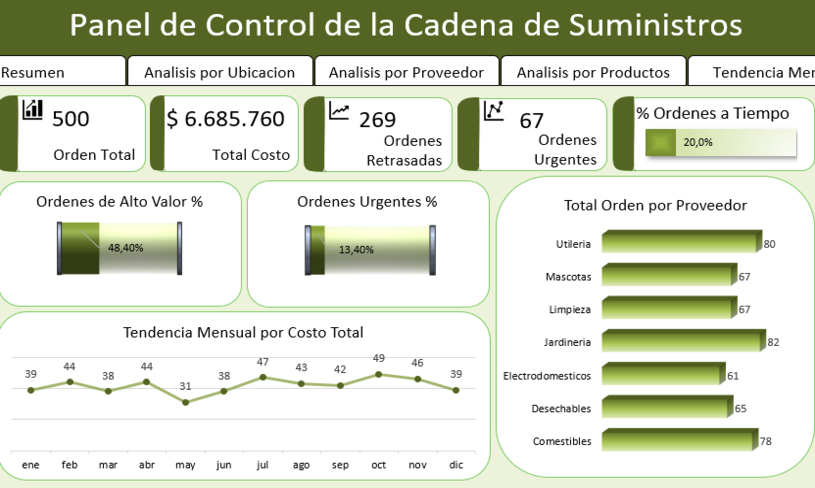 Panel de Control de la Cadena de Suministros
Resumen
Analisis por Ubicacion
Analisis por Proveedor
Analisis por Productos
Tendencia
500
Orden Total
$ 6.685.760
Total Costo
269
Ordenes
Retrasadas
67
Ordenes
Urgentes
% Ordenes a Tiempo
20,0%
Ordenes de Alto Valor %
48,40%
Ordenes Urgentes %
13,40%
Total Orden por Proveedor
Utileria 80
Mascotas 67
Limpieza 67
Jardineria 82
Electrodomesticos 61
Desechables 65
Comestibles 78
Tendencia Mensual por Costo Total
39 44 38 44 31 38 47 43 42 49 46 39
ene feb mar abr may jun jul ago sep oct nov dic